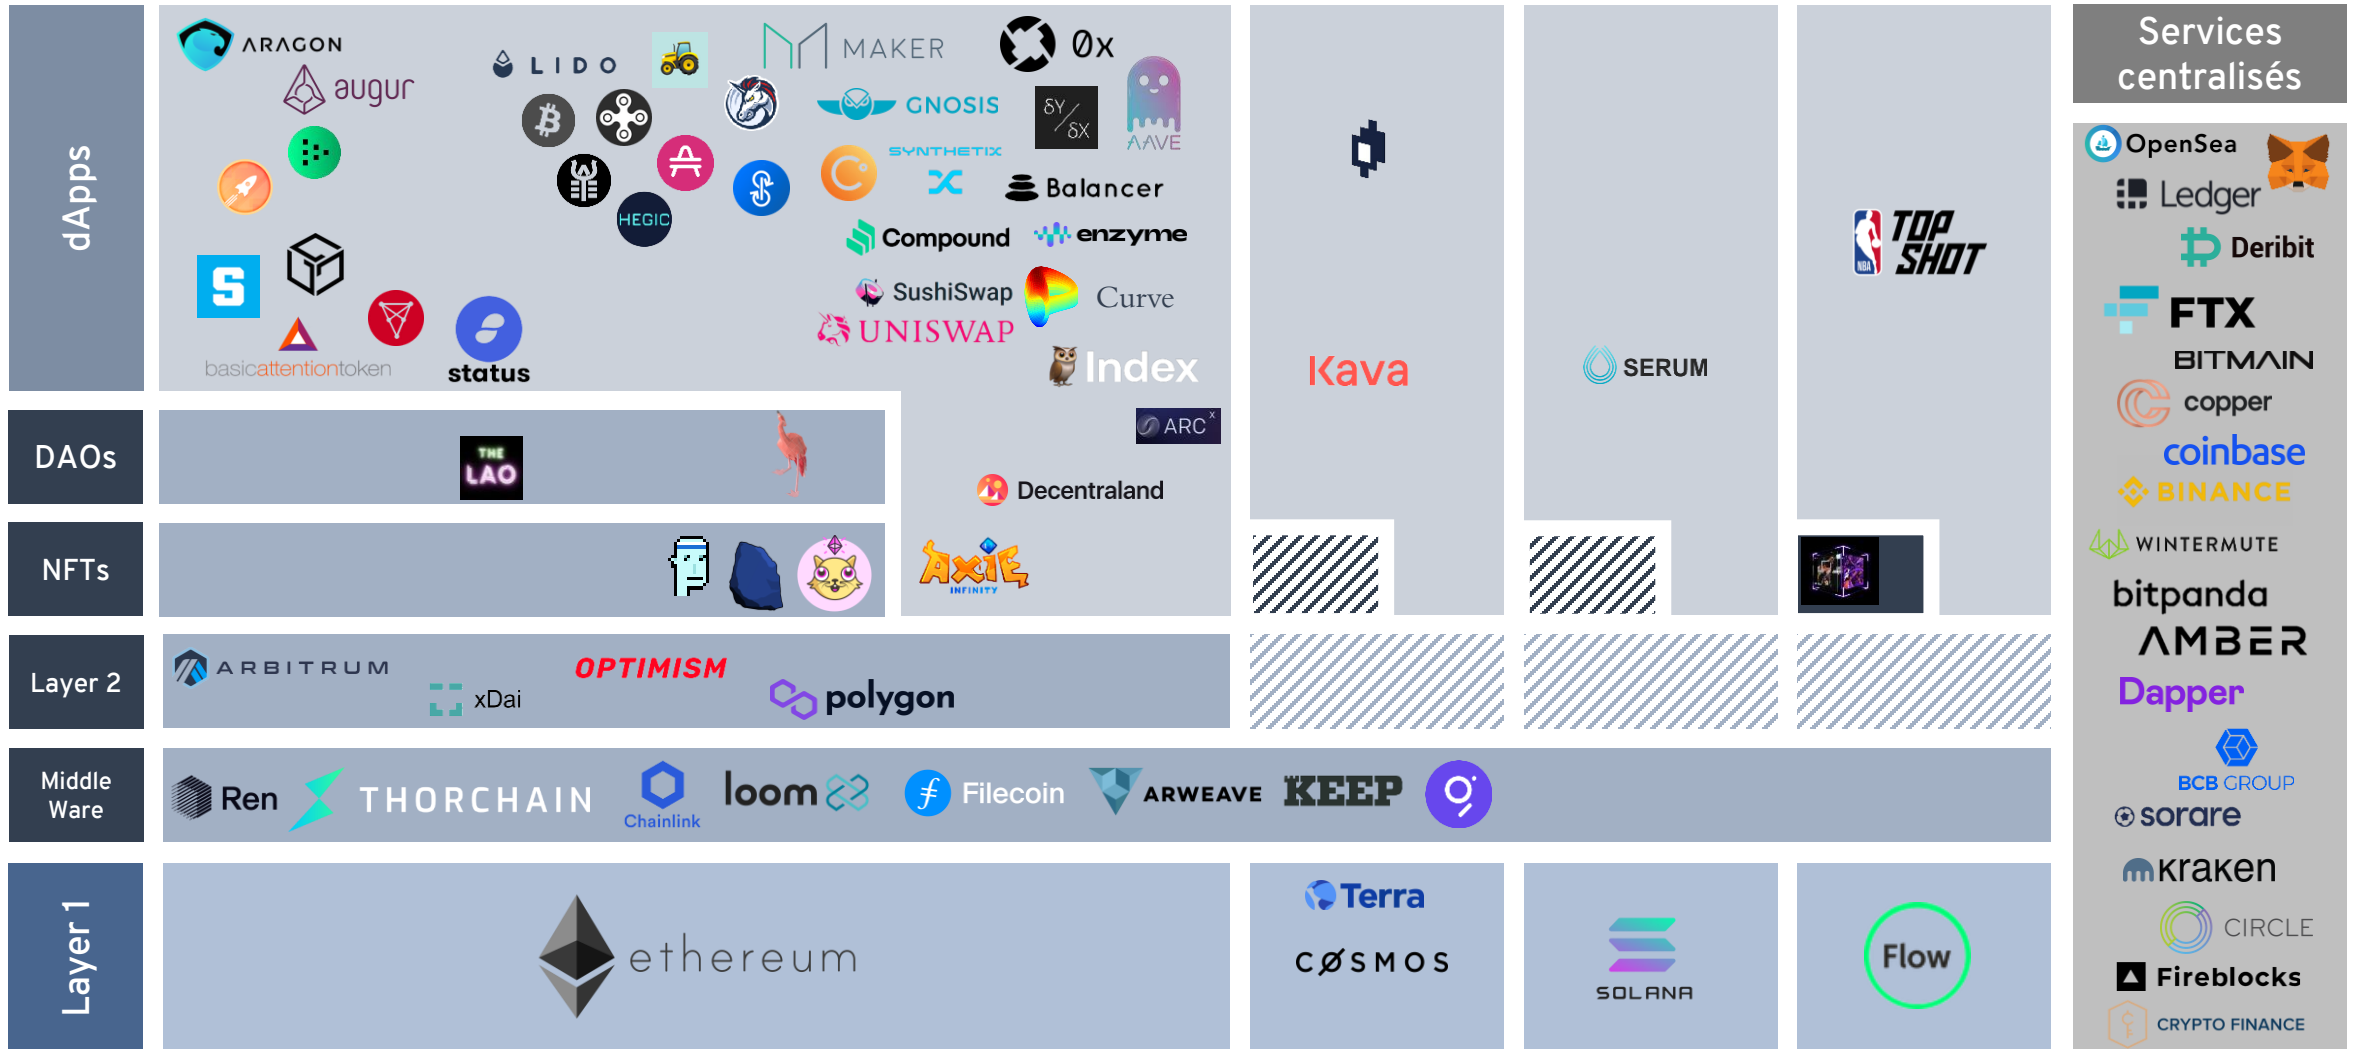 dApps
ARAGON
augur
LIDO
MAKER
0x
GNOSIS
δY/δX
AAVE
SYNTHETIX
Balancer
HEGIC
Compound
enzyme
SushiSwap
Curve
UNISWAP
Index
S
basicattentiontoken
status
ARC x
Decentraland
AXIE
INFINITY
Kava
SERUM
NBA
TOP
SHOT
DAOs
THE
LAO
NFTs
Layer 2
ARBITRUM
xDai
OPTIMISM
polygon
Middle
Ware
Ren
THORCHAIN
Chainlink
loom
Filecoin
ARWEAVE
KEEP
Layer 1
ethereum
Terra
CØSMOS
SOLANA
Flow
Services
centralisés
OpenSea
Ledger
Deribit
FTX
BITMAIN
copper
coinbase
BINANCE
WINTERMUTE
bitpanda
AMBER
Dapper
BCB GROUP
sorare
kraken
CIRCLE
Fireblocks
CRYPTO FINANCE